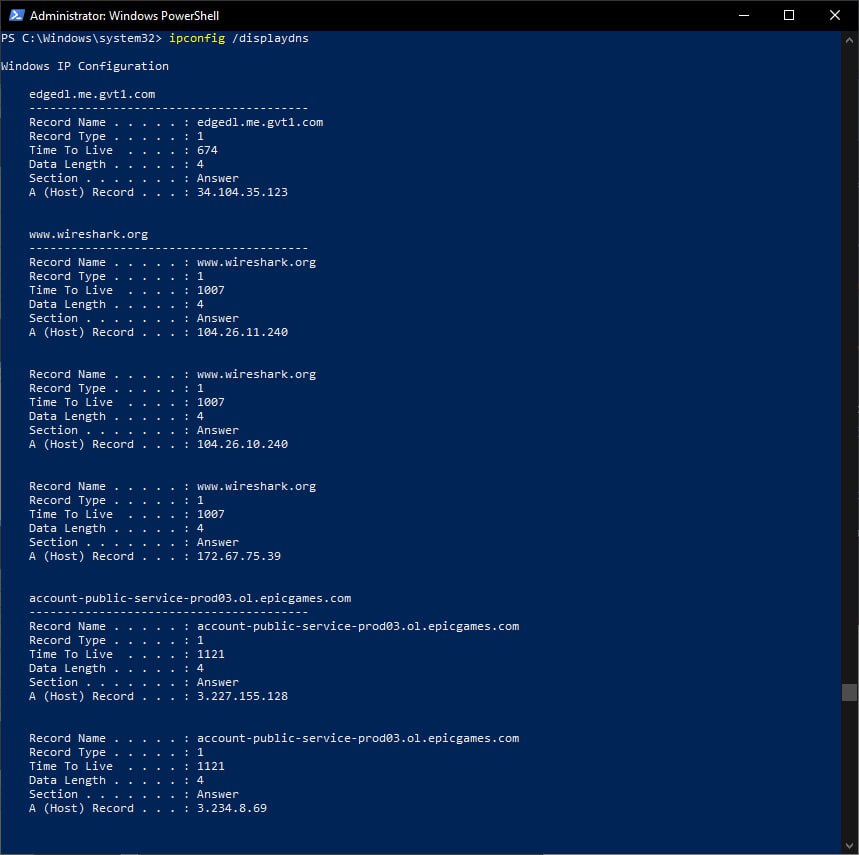 Administrator: Windows PowerShell
PS C:\Windows\system32> ipconfig /displaydns
Windows IP Configuration
edgedl.me.gvt1.com
----------------------------------------
Record Name . . . . . : edgedl.me.gvt1.com
Record Type . . . . . : 1
Time To Live  . . . . : 674
Data Length . . . . . : 4
Section . . . . . . . : Answer
A (Host) Record . . . : 34.104.35.123
www.wireshark.org
----------------------------------------
Record Name . . . . . : www.wireshark.org
Record Type . . . . . : 1
Time To Live  . . . . : 1007
Data Length . . . . . : 4
Section . . . . . . . : Answer
A (Host) Record . . . : 104.26.11.240
Record Name . . . . . : www.wireshark.org
Record Type . . . . . : 1
Time To Live  . . . . : 1007
Data Length . . . . . : 4
Section . . . . . . . : Answer
A (Host) Record . . . : 104.26.10.240
Record Name . . . . . : www.wireshark.org
Record Type . . . . . : 1
Time To Live  . . . . : 1007
Data Length . . . . . : 4
Section . . . . . . . : Answer
A (Host) Record . . . : 172.67.75.39
account-public-service-prod03.ol.epicgames.com
----------------------------------------
Record Name . . . . . : account-public-service-prod03.ol.epicgames.com
Record Type . . . . . : 1
Time To Live  . . . . : 1121
Data Length . . . . . : 4
Section . . . . . . . : Answer
A (Host) Record . . . : 3.227.155.128
Record Name . . . . . : account-public-service-prod03.ol.epicgames.com
Record Type . . . . . : 1
Time To Live  . . . . : 1121
Data Length . . . . . : 4
Section . . . . . . . : Answer
A (Host) Record . . . : 3.234.8.69